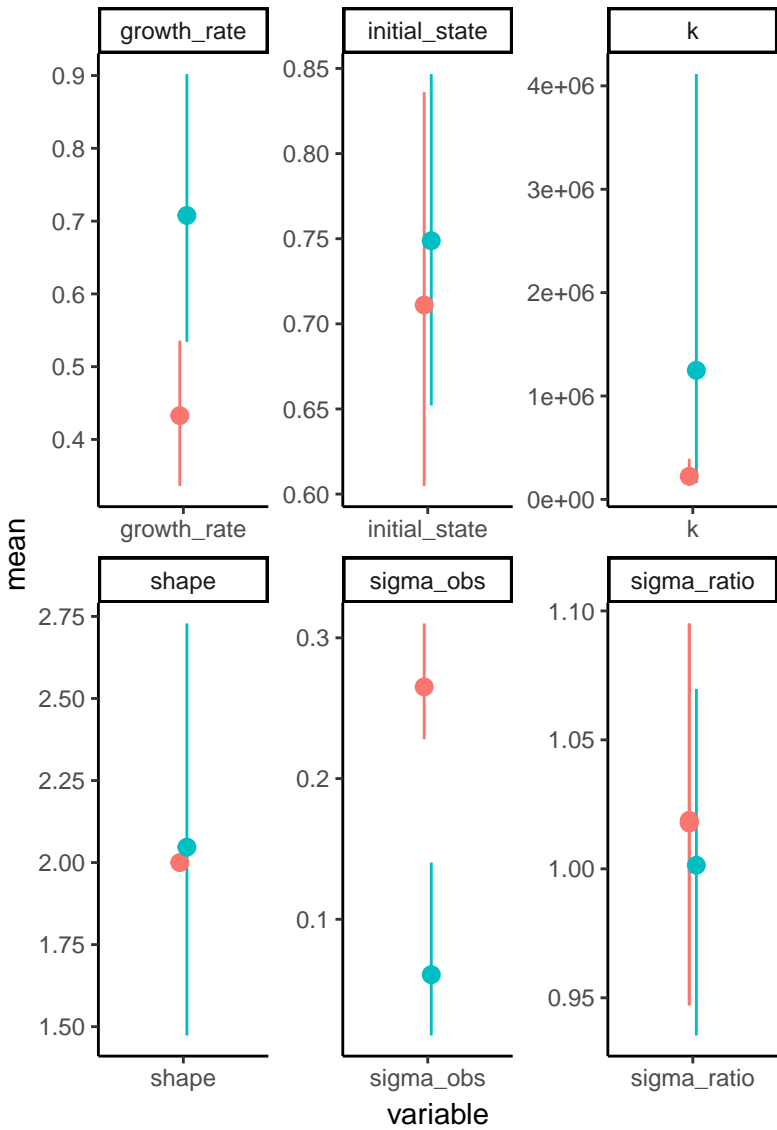 growth_rate
initial_state
k
0.9
0.8
0.7
0.6
0.5
0.4
0.85
0.80
0.75
0.70
0.65
0.60
4e+06
3e+06
2e+06
1e+06
0e+00
growth_rate
initial_state
k
mean
shape
sigma_obs
sigma_ratio
2.75
2.50
2.25
2.00
1.75
1.50
0.3
0.2
0.1
1.10
1.05
1.00
0.95
shape
sigma_obs
sigma_ratio
variable